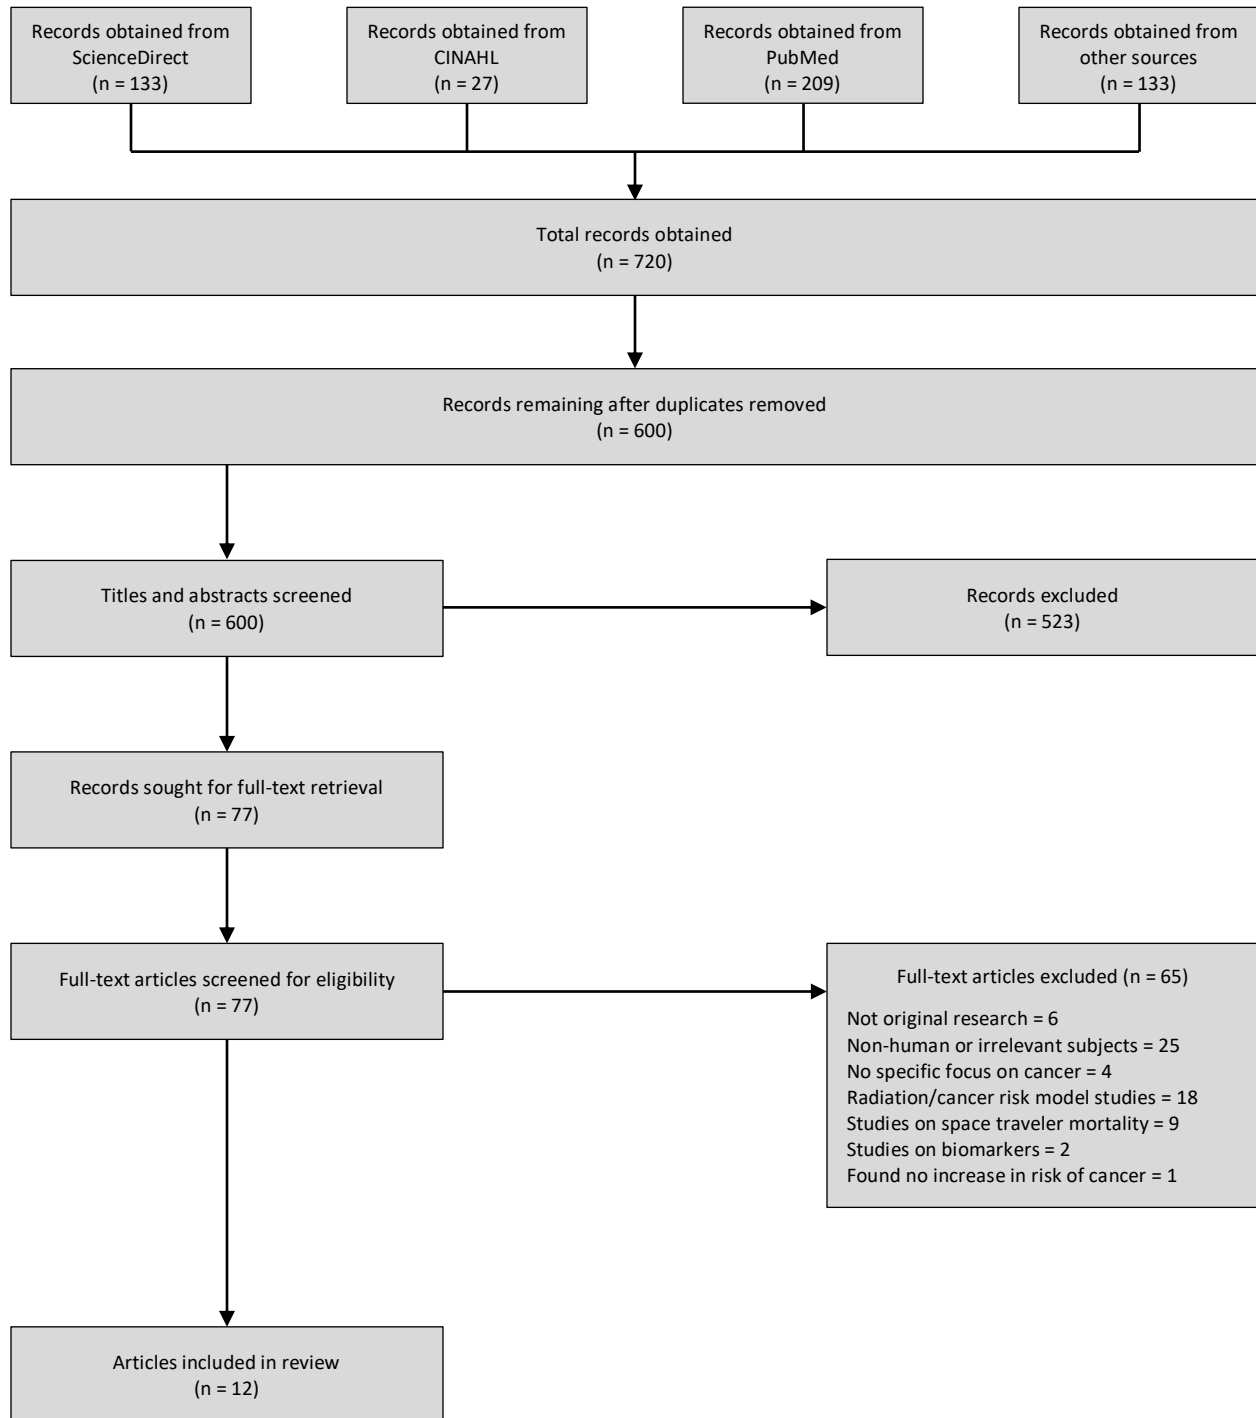 Records obtained from
ScienceDirect
(n = 133)
Records obtained from
CINAHL
(n = 27)
Records obtained from
PubMed
(n = 209)
Records obtained from
other sources
(n = 133)
Total records obtained
(n = 720)
Records remaining after duplicates removed
(n = 600)
Titles and abstracts screened
(n = 600)
Records excluded
(n = 523)
Records sought for full-text retrieval
(n = 77)
Full-text articles screened for eligibility
(n = 77)
Full-text articles excluded (n = 65)
Not original research = 6
Non-human or irrelevant subjects = 25
No specific focus on cancer = 4
Radiation/cancer risk model studies = 18
Studies on space traveler mortality = 9
Studies on biomarkers = 2
Found no increase in risk of cancer = 1
Articles included in review
(n = 12)